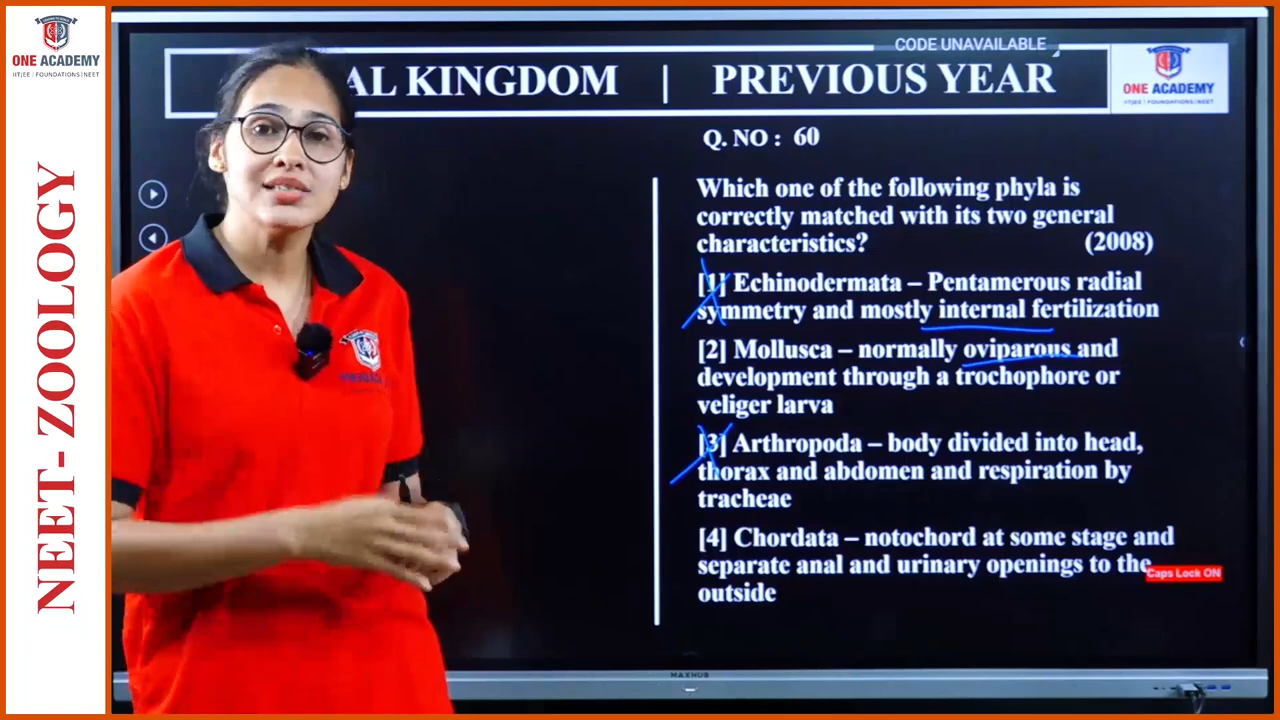 ONE ACADEMY
IIT|JEE | FOUNDATIONS | NEET
NEET- ZOOLOGY
CODE UNAVAILABLE
AL KINGDOM | PREVIOUS YEAR
ONE ACADEMY
IIT|JEE | FOUNDATIONS | NEET
Q. NO : 60
Which one of the following phyla is
correctly matched with its two general
characteristics? (2008)
[1] Echinodermata – Pentamerous radial
symmetry and mostly internal fertilization
[2] Mollusca – normally oviparous and
development through a trochophore or
veliger larva
[3] Arthropoda – body divided into head,
thorax and abdomen and respiration by
tracheae
[4] Chordata – notochord at some stage and
separate anal and urinary openings to the
outside
Caps Lock ON
MAXHUB